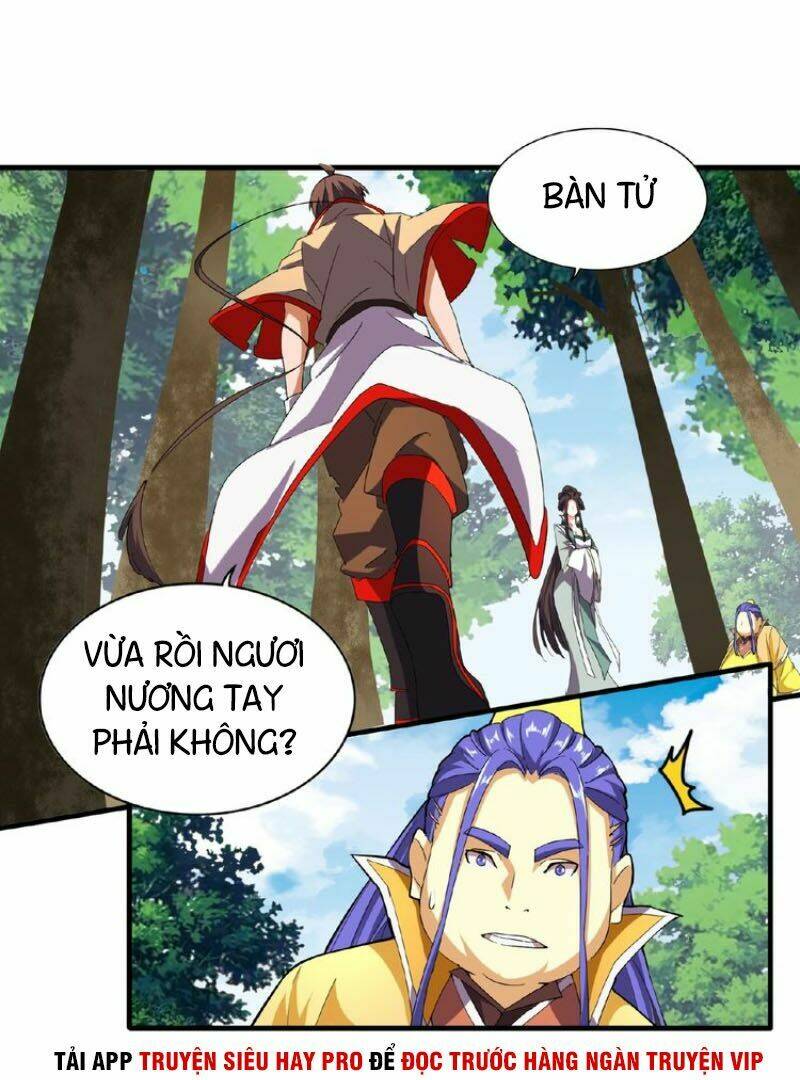 BÀN TỬ
VỪA RỒI NGƯƠI
NƯƠNG TAY
PHẢI KHÔNG?
TẢI APP TRUYỆN SIÊU HAY PRO ĐỂ ĐỌC TRƯỚC HÀNG NGÀN TRUYỆN VIP